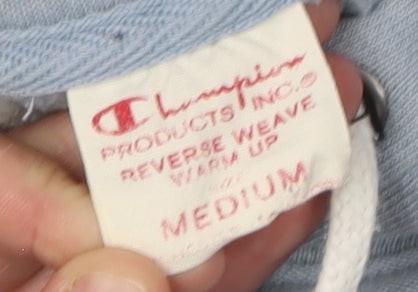 Champion
PRODUCTS INC.®
REVERSE WEAVE
WARM UP
MEDIUM